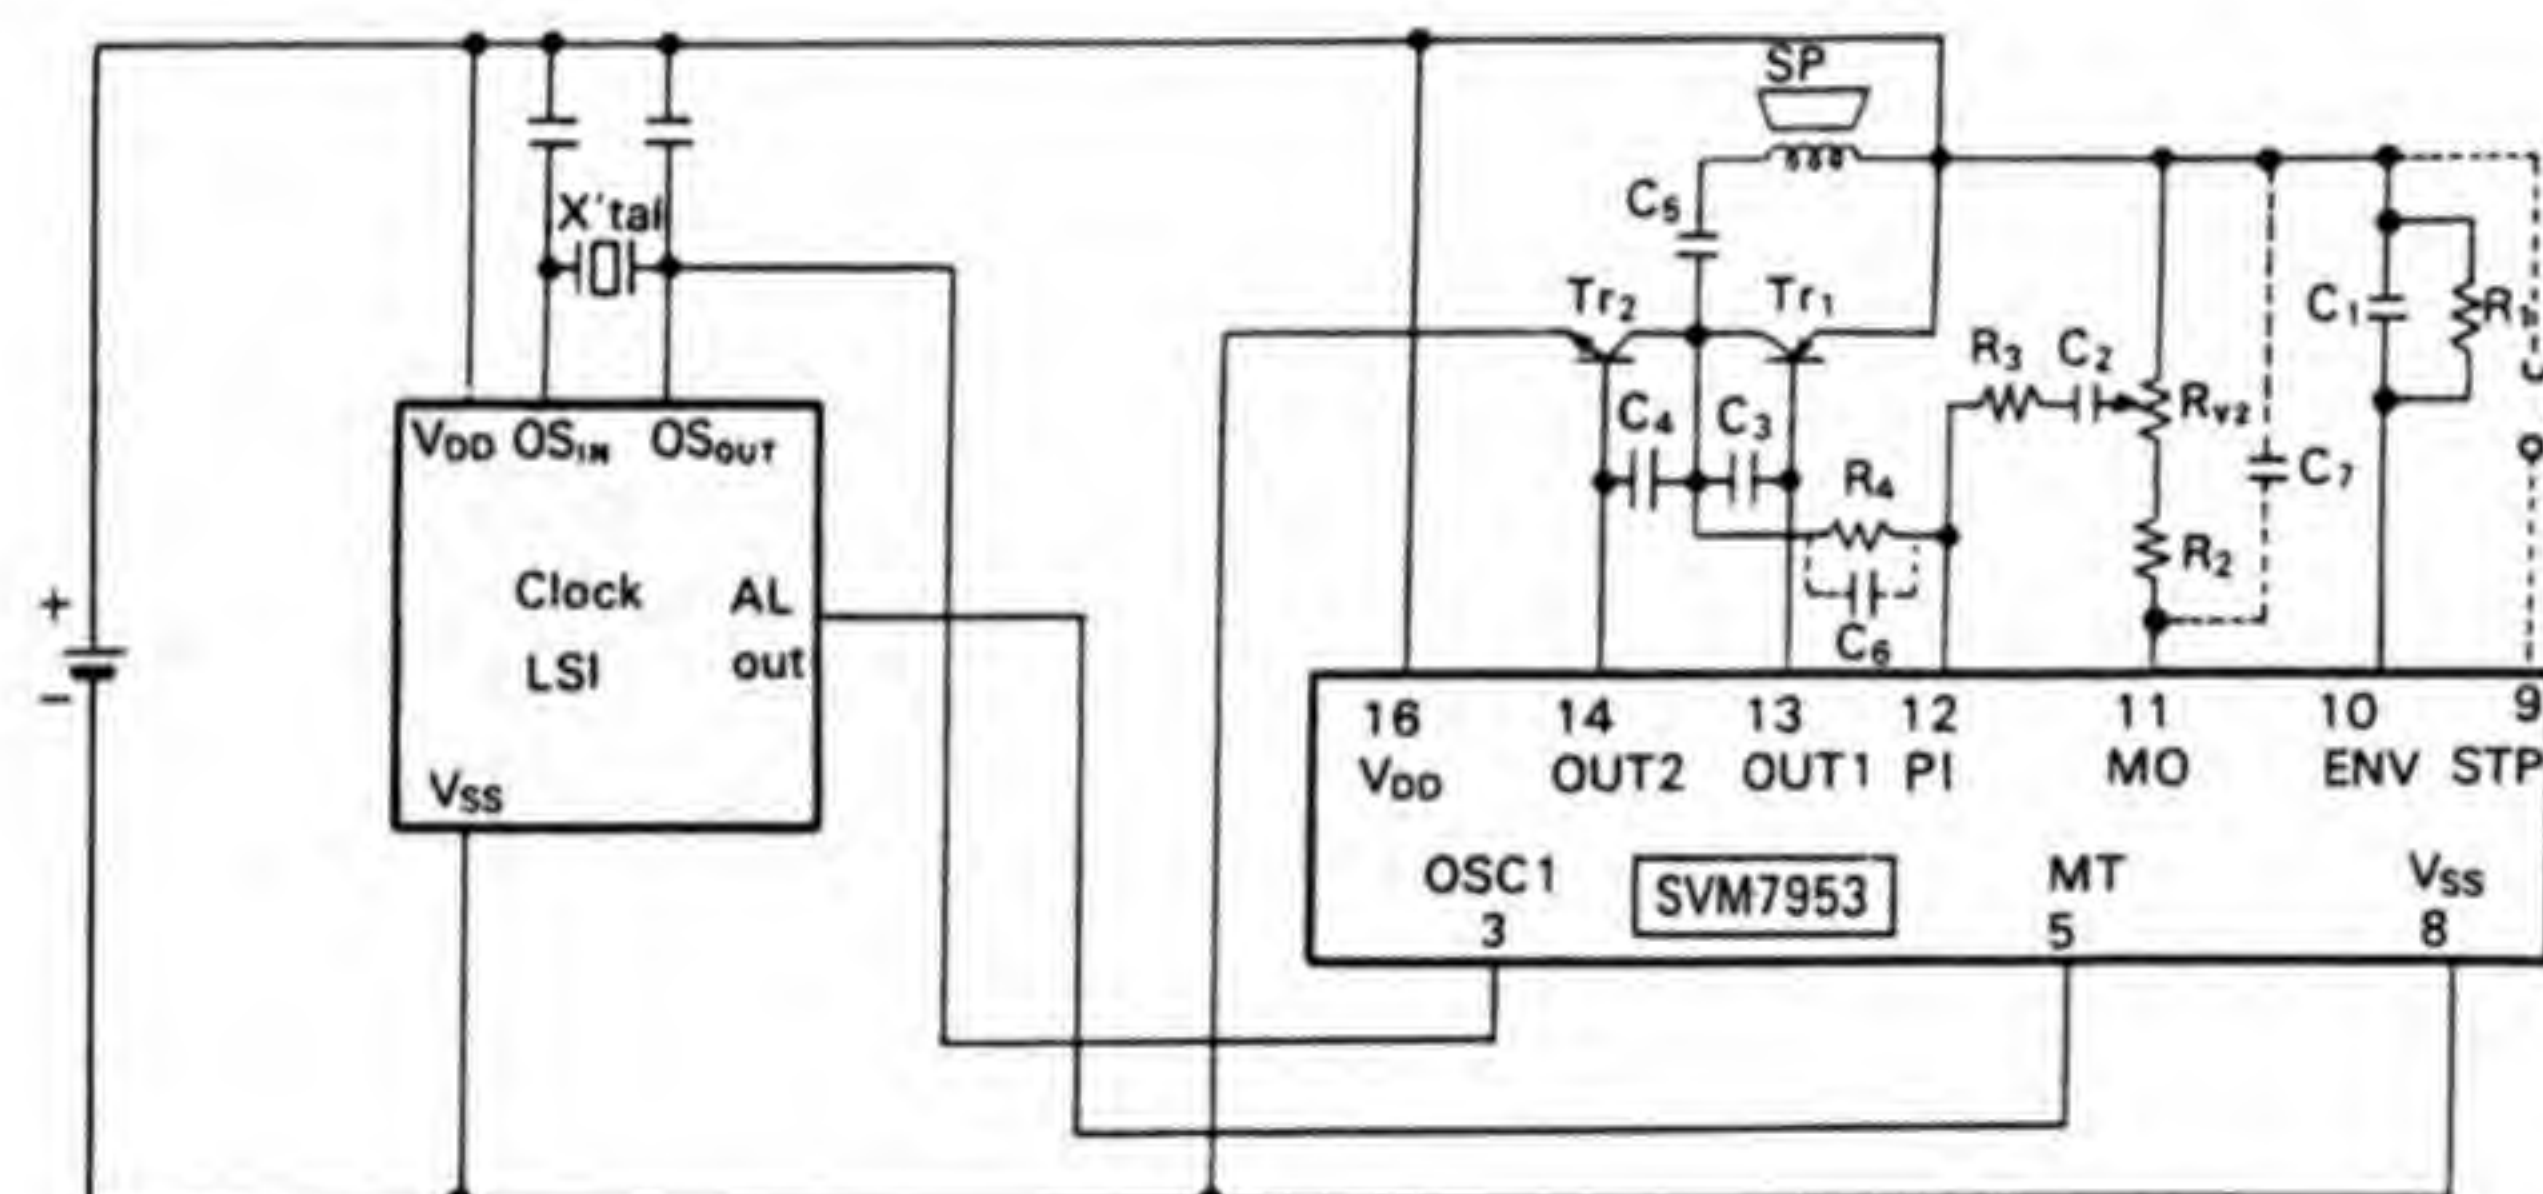 SP
C5
X'tal
Tr2 Tr1
R3 C2
C1 R1
C4 C3
Rv2
VDD OSIN OSOUT
R4
C7
R2
Clock
LSI
AL
out
+
−
C6
16 14 13 12 11 10 9
VDD OUT2 OUT1 PI MO ENV STP
VSS
OSC1 SVM7953 MT VSS
3 5 8